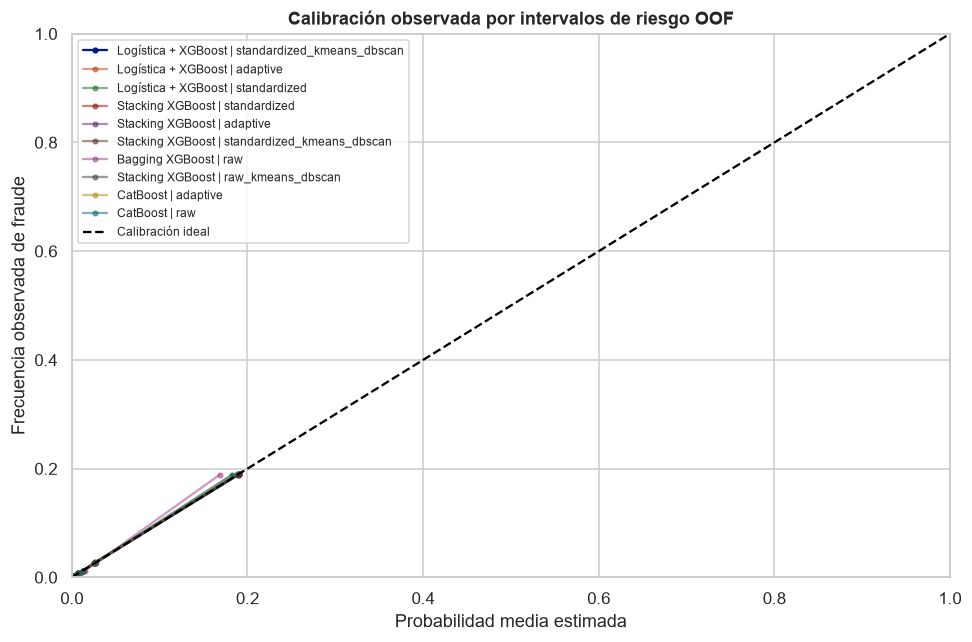 Calibración observada por intervalos de riesgo OOF
1.0
0.8
0.6
0.4
0.2
0.0
Frecuencia observada de fraude
Logística + XGBoost | standardized_kmeans_dbscan
Logística + XGBoost | adaptive
Logística + XGBoost | standardized
Stacking XGBoost | standardized
Stacking XGBoost | adaptive
Stacking XGBoost | standardized_kmeans_dbscan
Bagging XGBoost | raw
Stacking XGBoost | raw_kmeans_dbscan
CatBoost | adaptive
CatBoost | raw
Calibración ideal
0.0 0.2 0.4 0.6 0.8 1.0
Probabilidad media estimada